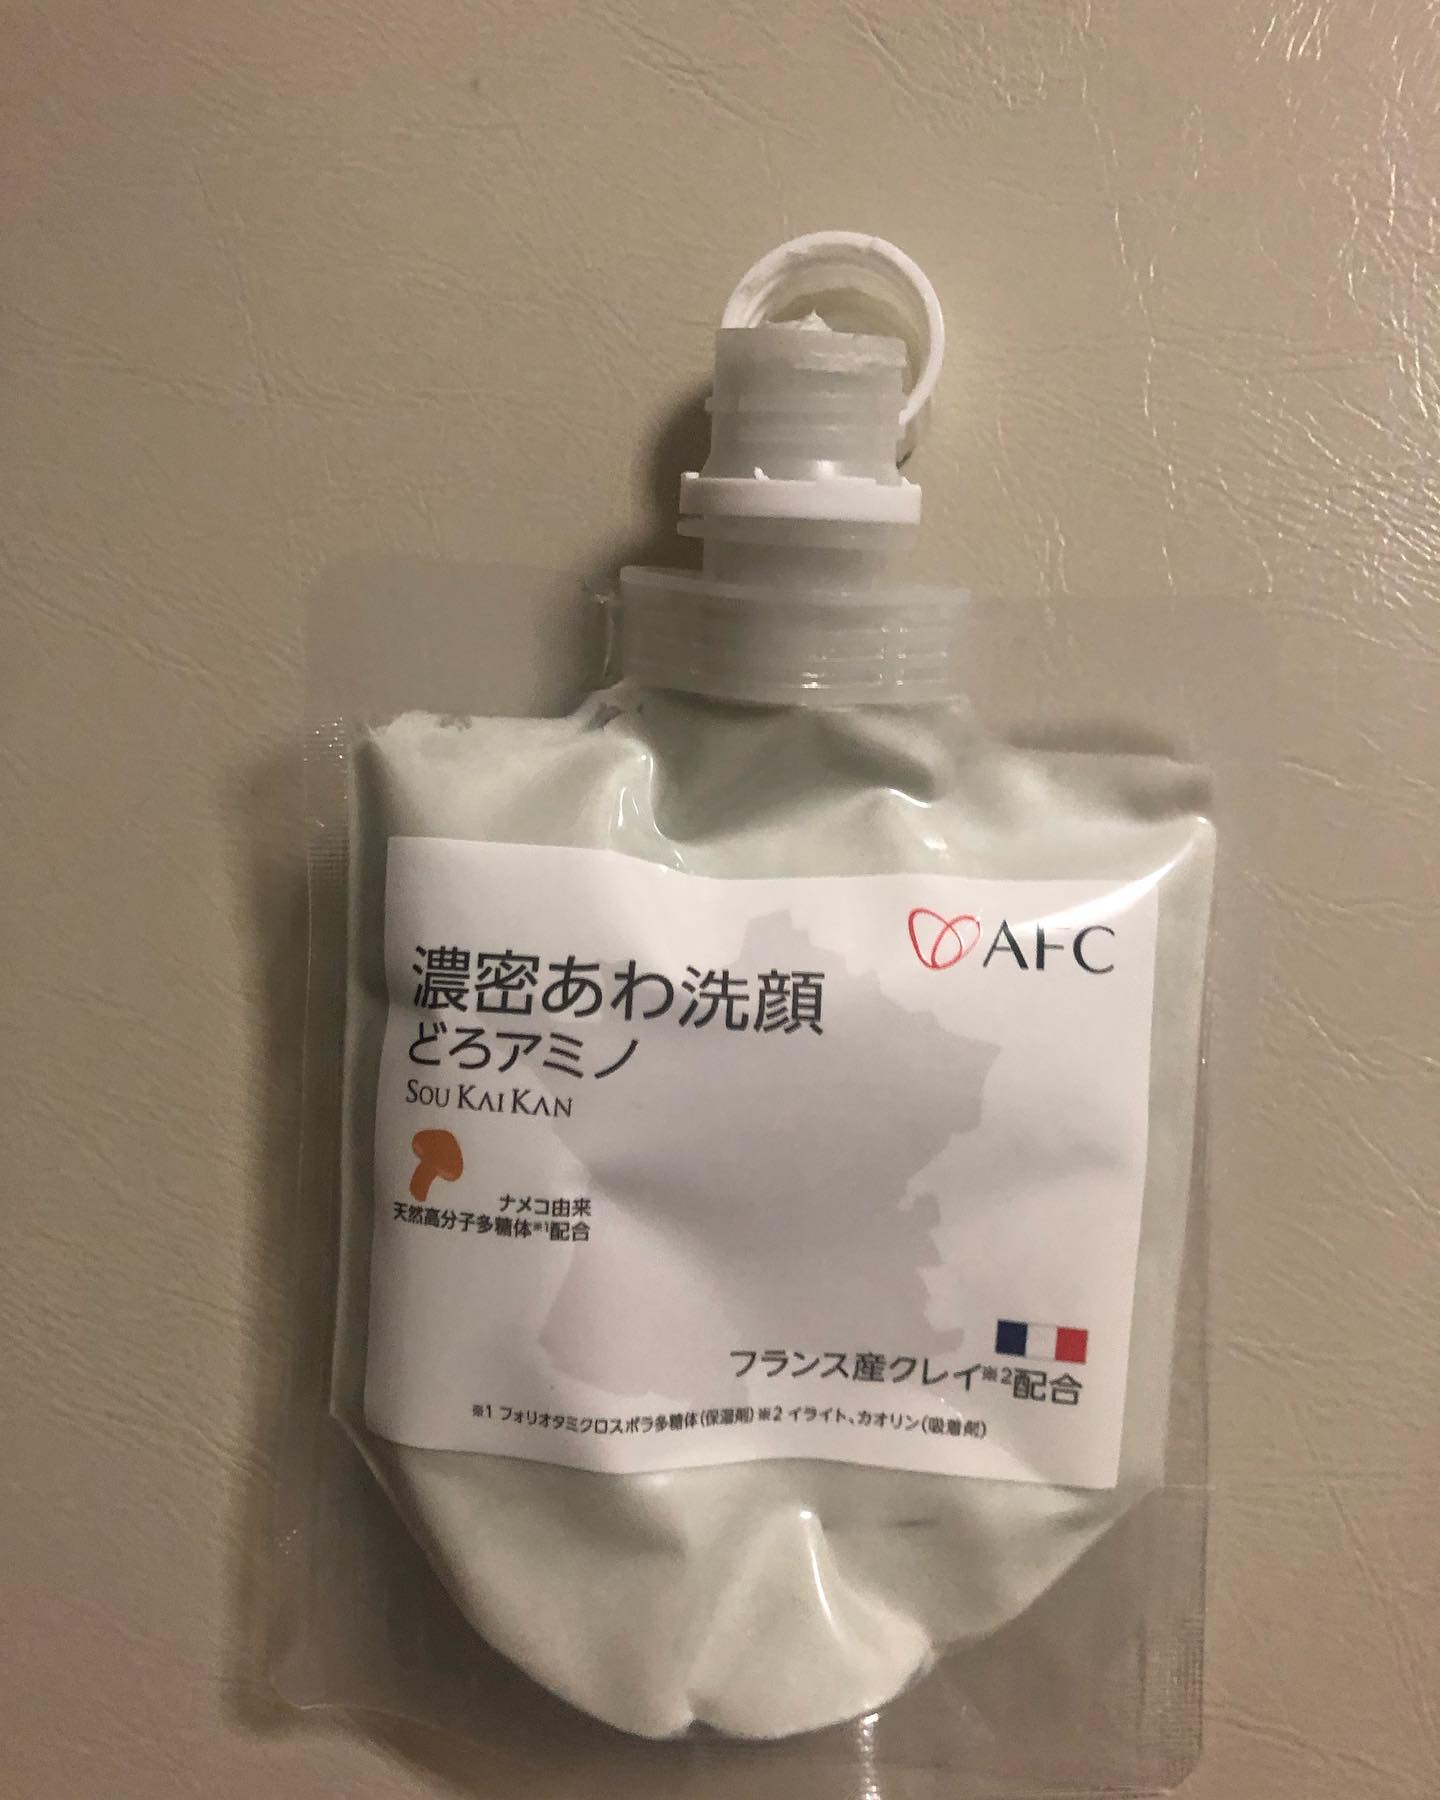 AFC
濃密あわ洗顔
どろアミノ
SOU KAI KAN
ナメコ由来
天然高分子多糖体※1配合
フランス産クレイ※2配合
※1 フォリオタミクロスポラ多糖体(保湿剤)※2 イライト、カオリン(吸着剤)